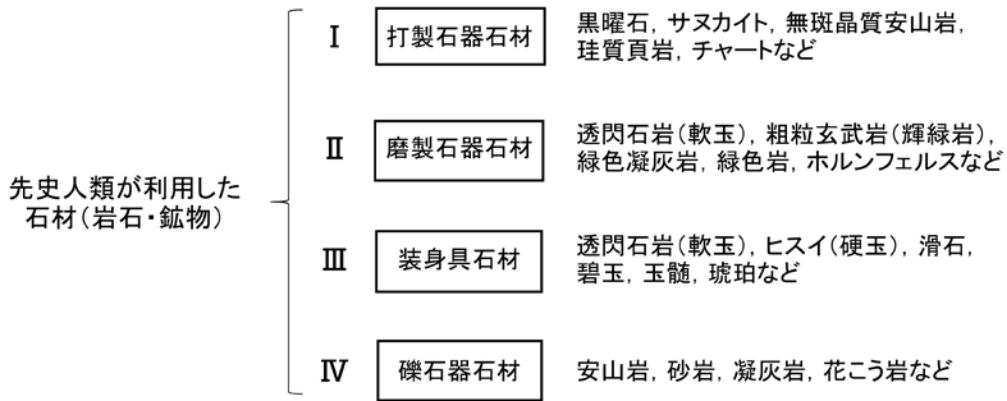 先史人類が利用した
石材(岩石・鉱物)
Ⅰ 打製石器石材 黒曜石, サヌカイト, 無斑晶質安山岩,
珪質頁岩, チャートなど
Ⅱ 磨製石器石材 透閃石岩(軟玉), 粗粒玄武岩(輝緑岩),
緑色凝灰岩, 緑色岩, ホルンフェルスなど
Ⅲ 装身具石材 透閃石岩(軟玉), ヒスイ(硬玉), 滑石,
碧玉, 玉髄, 琥珀など
Ⅳ 礫石器石材 安山岩, 砂岩, 凝灰岩, 花こう岩など